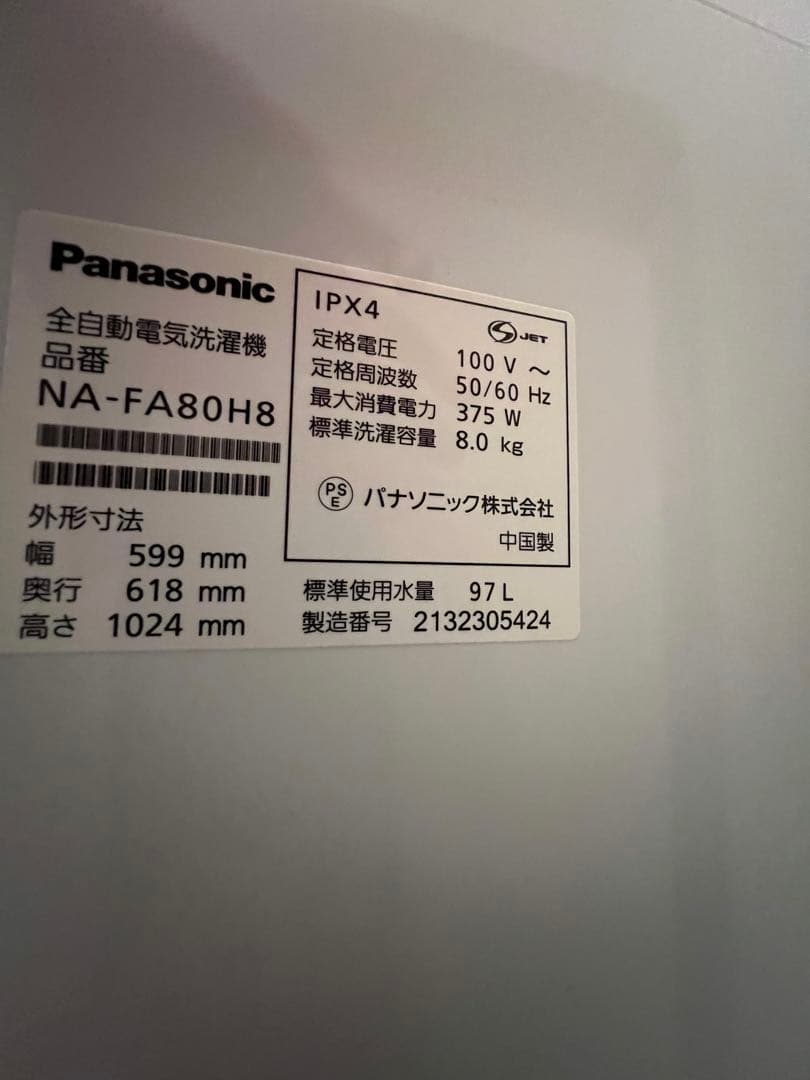 Panasonic
全自動電気洗濯機
品番
NA-FA80H8
外形寸法
幅 599 mm
奥行 618 mm
高さ 1024 mm
IPX4
JET
定格電圧 100 V ～
定格周波数 50/60 Hz
最大消費電力 375 W
標準洗濯容量 8.0 kg
PS
E
パナソニック株式会社
中国製
標準使用水量 97 L
製造番号 2132305424